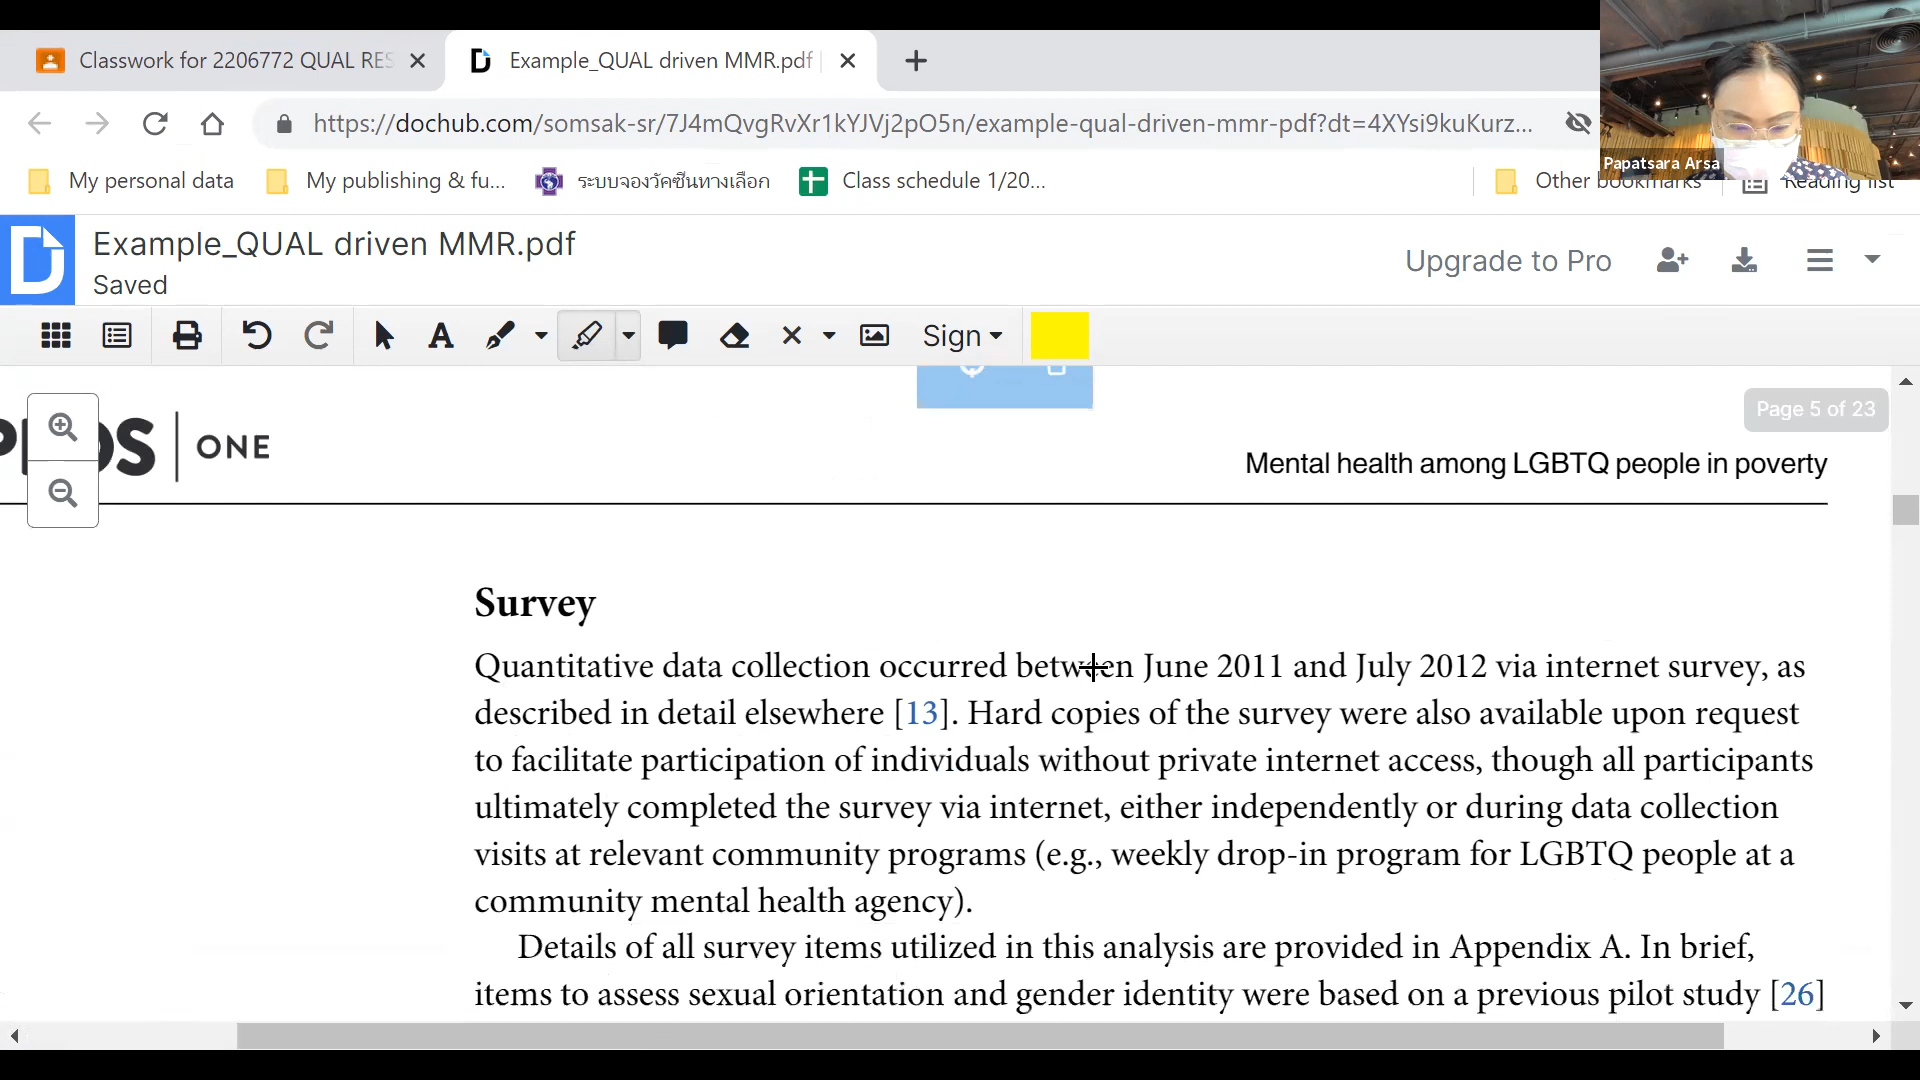 Classwork for 2206772 QUAL RES
Example_QUAL driven MMR.pdf
https://dochub.com/somsak-sr/7J4mQvgRvXr1kYJVj2pO5n/example-qual-driven-mmr-pdf?dt=4XYsi9kuKurz...
My personal data
My publishing & fu...
ระบบจองวัคซีนทางเลือก
Class schedule 1/20...
Other bookmarks
Reading list
Papatsara Arsa
Example_QUAL driven MMR.pdf
Saved
Upgrade to Pro
Sign
Page 5 of 23
ONE
Mental health among LGBTQ people in poverty
Survey
Quantitative data collection occurred between June 2011 and July 2012 via internet survey, as
described in detail elsewhere [13]. Hard copies of the survey were also available upon request
to facilitate participation of individuals without private internet access, though all participants
ultimately completed the survey via internet, either independently or during data collection
visits at relevant community programs (e.g., weekly drop-in program for LGBTQ people at a
community mental health agency).
Details of all survey items utilized in this analysis are provided in Appendix A. In brief,
items to assess sexual orientation and gender identity were based on a previous pilot study [26]